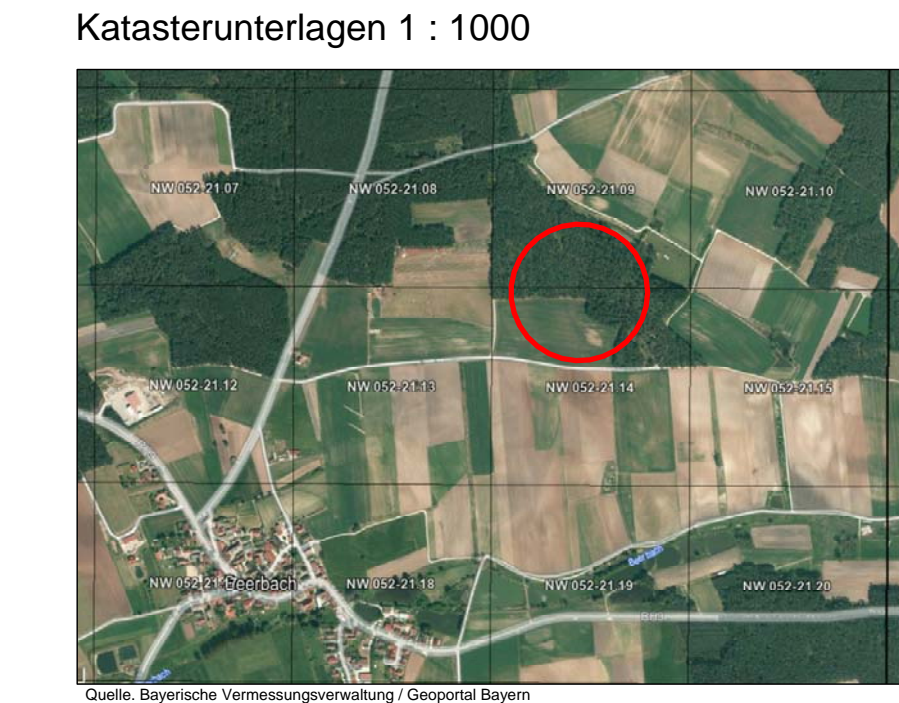 Katasterunterlagen 1 : 1000
NW 052-21.07
NW 052-21.08
NW 052-21.09
NW 052-21.10
NW 052-21.12
NW 052-21.13
NW 052-21.14
NW 052-21.15
Beerbach
NW 052-21
Beerbach
NW 052-21.18
NW 052-21.19
NW 052-21.20
Quelle. Bayerische Vermessungsverwaltung / Geoportal Bayern